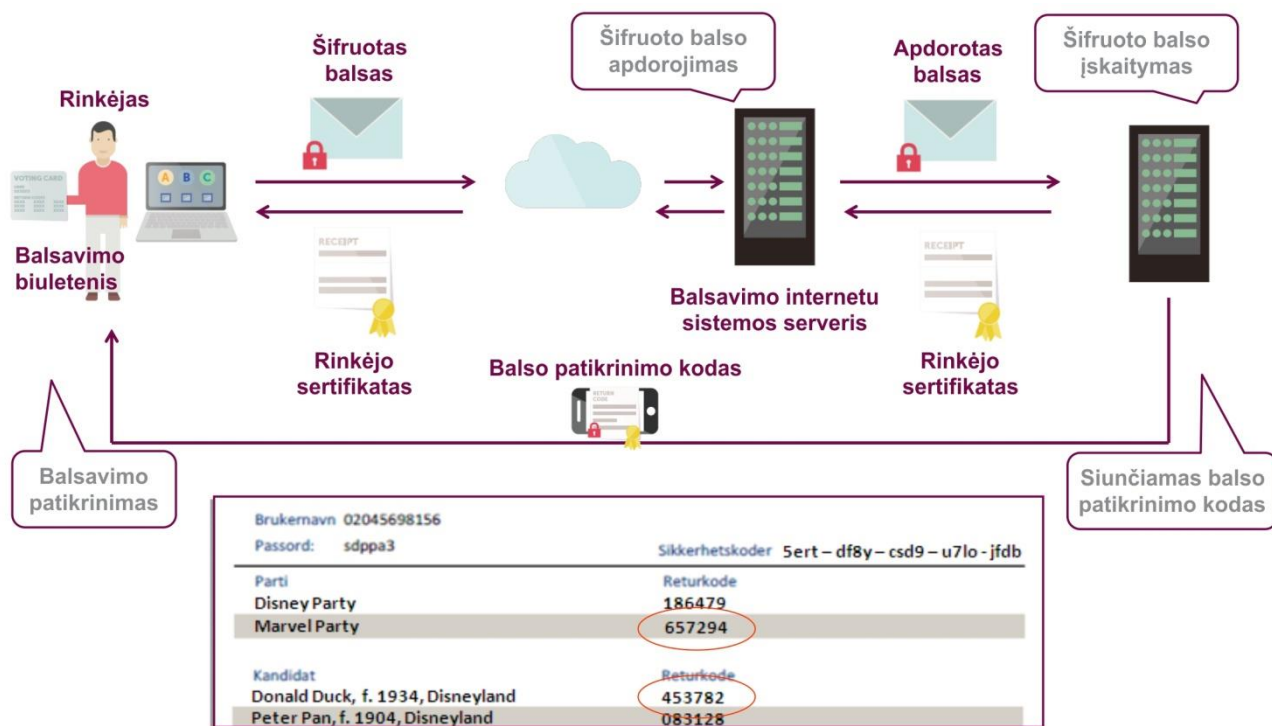 Šifruotas
balsas
Šifruoto balso
apdorojimas
Apdorotas
balsas
Šifruoto balso
įskaitymas
Rinkėjas
VOTING CARD
A B C
Balsavimo
biuletenis
RECEIPT
RECEIPT
Balsavimo internetu
sistemos serveris
Rinkėjo
sertifikatas
Balso patikrinimo kodas
Rinkėjo
sertifikatas
RETURN
CODE
Balsavimo
patikrinimas
Siunčiamas balso
patikrinimo kodas
Brukernavn 02045698156
Passord: sdppa3
Sikkerhetskoder 5ert – df8y – csd9 – u7lo - jfdb
Parti Returkode
Disney Party 186479
Marvel Party 657294
Kandidat Returkode
Donald Duck, f. 1934, Disneyland 453782
Peter Pan, f. 1904, Disneyland 083128